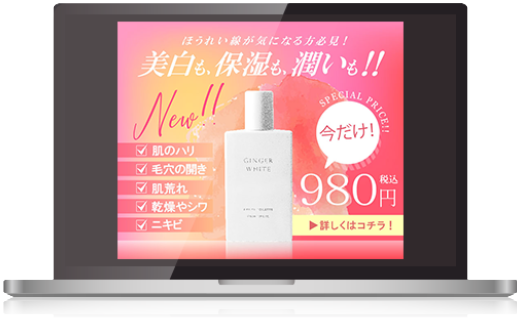 ほうれい線が気になる方必見！
美白も、保湿も、潤いも!!
New!!
SPECIAL PRICE!!
今だけ！
肌のハリ
毛穴の開き
肌荒れ
乾燥やシワ
ニキビ
GINGER
WHITE
980円
税込
▶詳しくはコチラ！